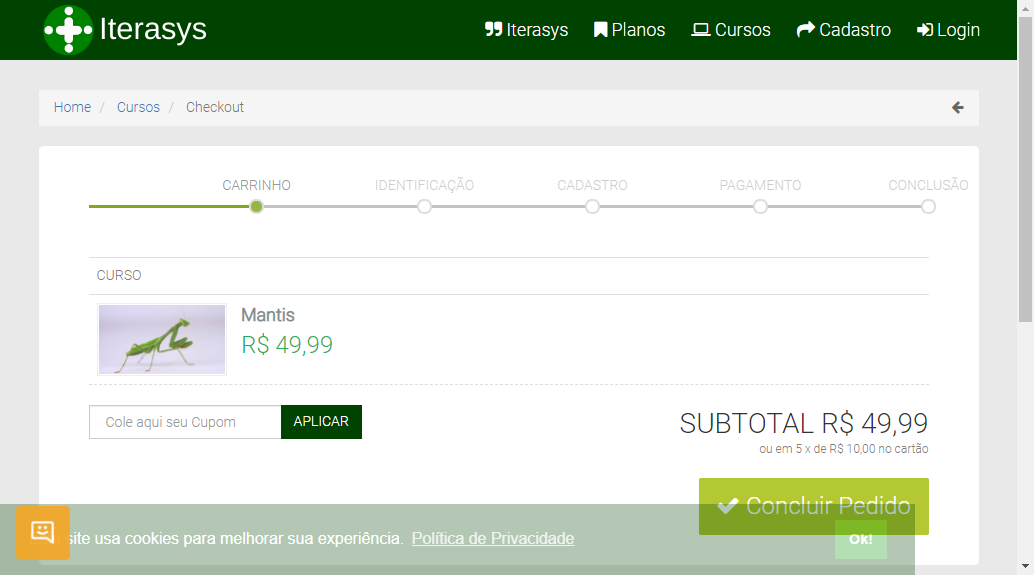 Iterasys
Iterasys Planos Cursos Cadastro Login
Home / Cursos / Checkout
CARRINHO IDENTIFICAÇÃO CADASTRO PAGAMENTO CONCLUSÃO
CURSO
Mantis
R$ 49,99
Cole aqui seu Cupom APLICAR
SUBTOTAL R$ 49,99
ou em 5 x de R$ 10,00 no cartão
Concluir Pedido
site usa cookies para melhorar sua experiência. Política de Privacidade
Ok!